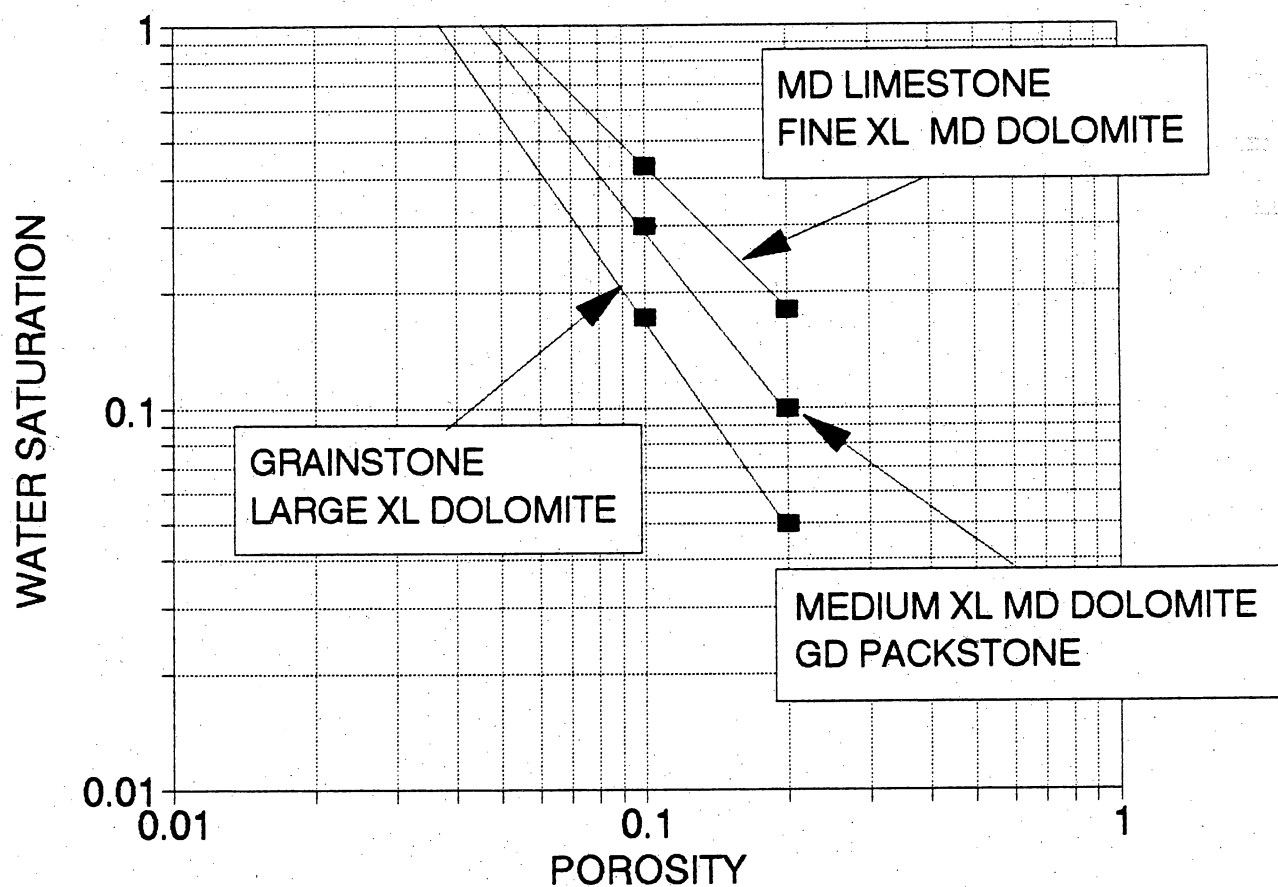 1
MD LIMESTONE
FINE XL MD DOLOMITE
WATER SATURATION
0.1
GRAINSTONE
LARGE XL DOLOMITE
MEDIUM XL MD DOLOMITE
GD PACKSTONE
0.01
0.01
0.1
1
POROSITY